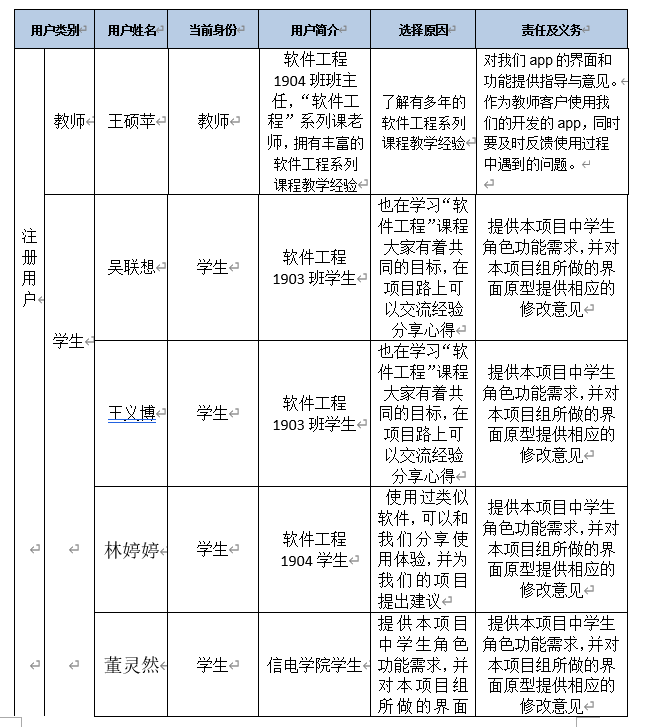 用户类别 用户姓名 当前身份 用户简介 选择原因 责任及义务
注
册
用
户
教师
王硕苹
教师
软件工程
1904 班班主
任，“软件工
程”系列课老
师，拥有丰富的
软件工程系列
课程教学经验
了解有多年的
软件工程系列
课程教学经验
对我们 app 的界面和
功能提供指导与意见。
作为教师客户使用我
们的开发的 app，同时
要及时反馈使用过程
中遇到的问题。
学生
吴联想
学生
软件工程
1903 班学生
也在学习“软
件工程”课程
大家有着共
同的目标，在
项目路上可
以交流经验
分享心得
提供本项目中学生
角色功能需求，并对
本项目组所做的界
面原型提供相应的
修改意见
王义博
学生
软件工程
1903 班学生
也在学习“软
件工程”课程
大家有着共
同的目标，在
项目路上可
以交流经验
分享心得
提供本项目中学生
角色功能需求，并对
本项目组所做的界
面原型提供相应的
修改意见
林婷婷
学生
软件工程
1904 学生
使用过类似
软件，可以和
我们分享使
用体验，并为
我们的项目
提出建议
提供本项目中学生
角色功能需求，并对
本项目组所做的界
面原型提供相应的
修改意见
董灵然
学生
信电学院学生
提供本项目
中学生角色
功能需求，并
对本项目组
所做的界面
提供本项目中学生
角色功能需求，并对
本项目组所做的界
面原型提供相应的
修改意见